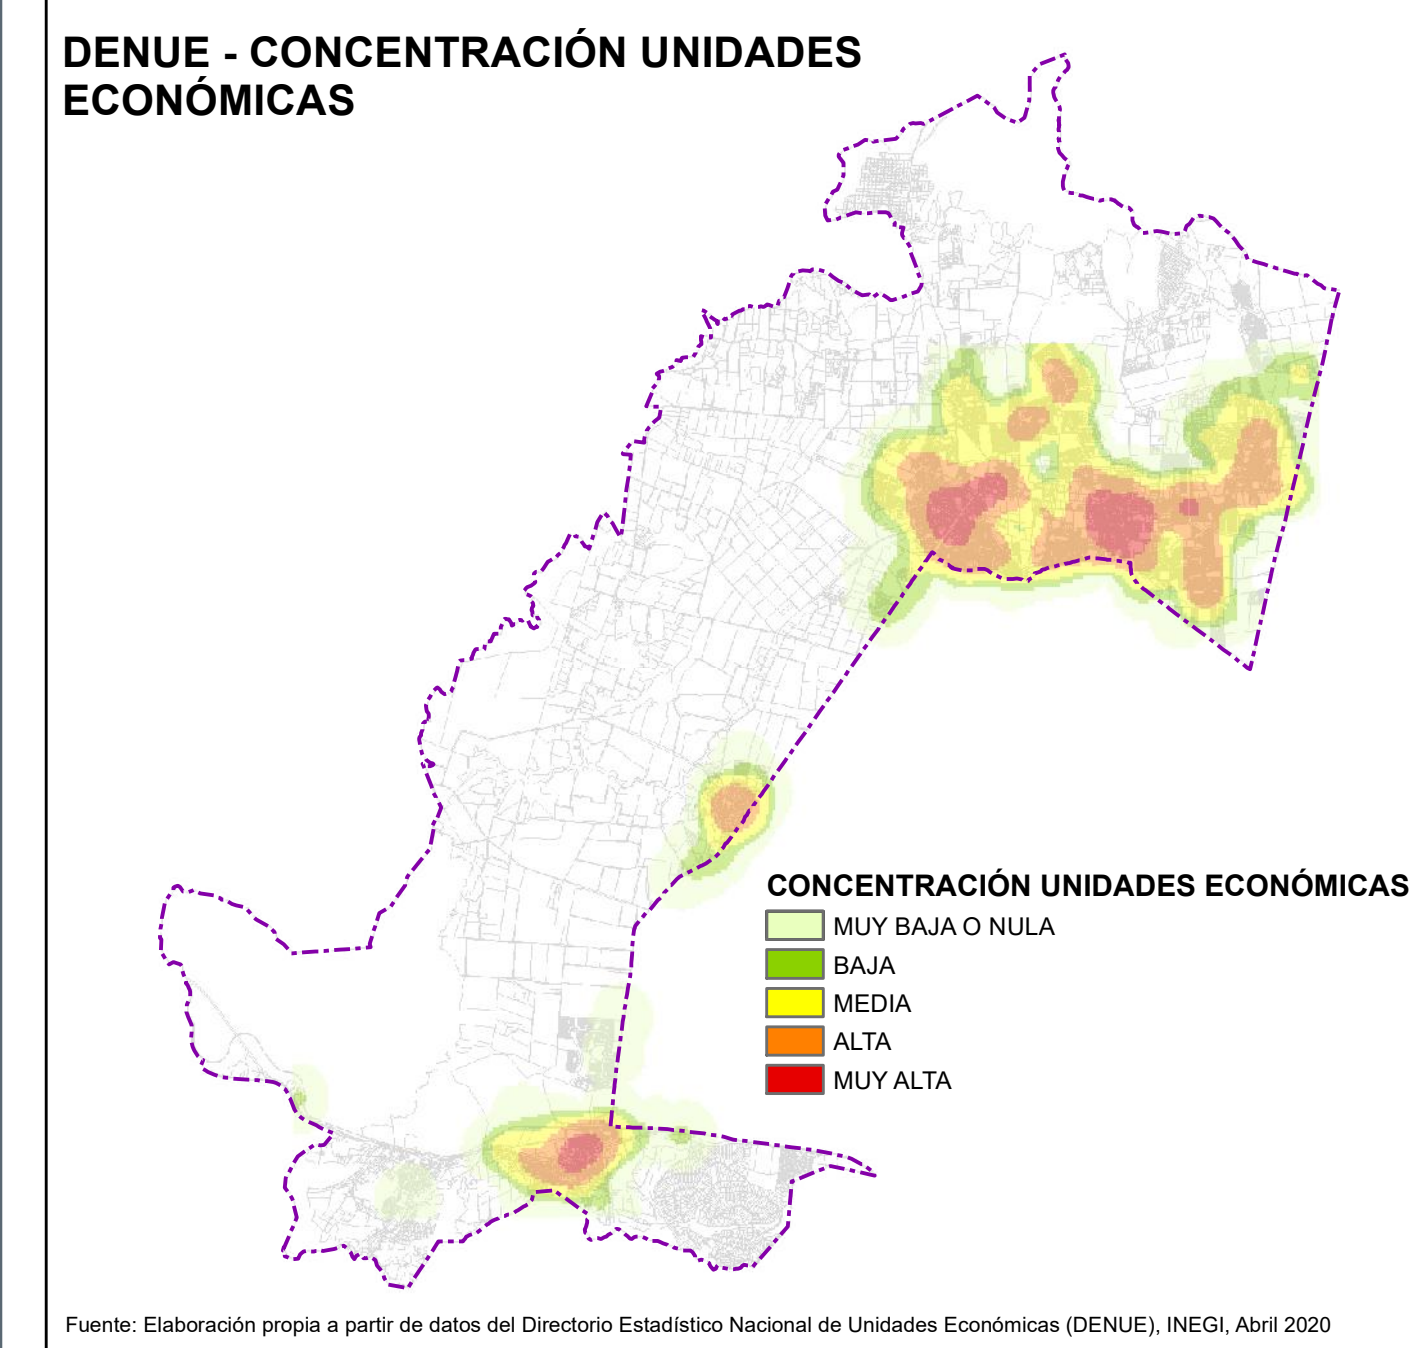 DENUE - CONCENTRACIÓN UNIDADES
ECONÓMICAS
CONCENTRACIÓN UNIDADES ECONÓMICAS
MUY BAJA O NULA
BAJA
MEDIA
ALTA
MUY ALTA
Fuente: Elaboración propia a partir de datos del Directorio Estadístico Nacional de Unidades Económicas (DENUE), INEGI, Abril 2020